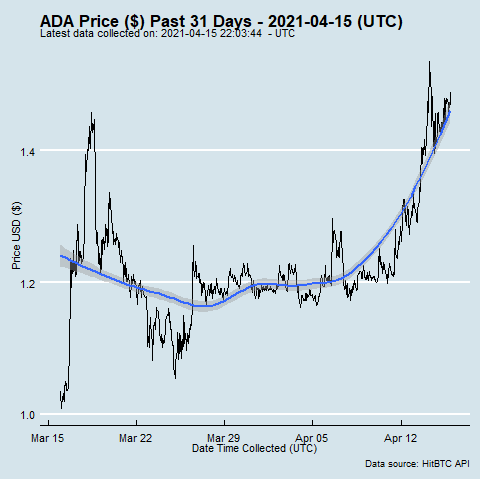 ADA Price ($) Past 31 Days - 2021-04-15 (UTC)
Latest data collected on: 2021-04-15 22:03:44 - UTC
Price USD ($)
1.4
1.2
1.0
Mar 15 Mar 22 Mar 29 Apr 05 Apr 12
Date Time Collected (UTC)
Data source: HitBTC API